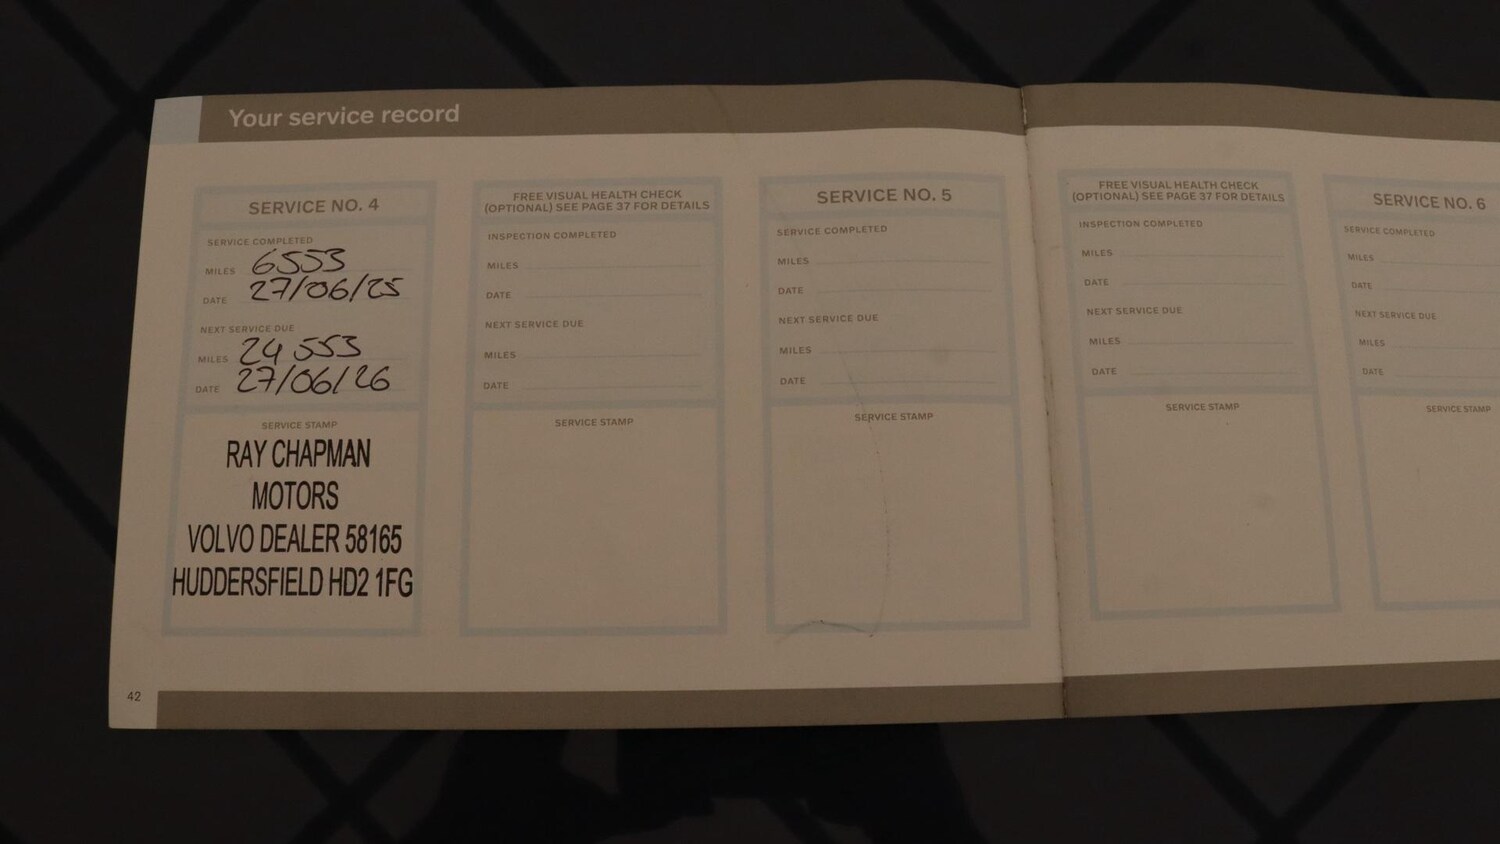 Your service record
SERVICE NO. 4
SERVICE COMPLETED
MILES 6553
DATE 27/06/25
NEXT SERVICE DUE
MILES 24 553
DATE 27/06/26
SERVICE STAMP
RAY CHAPMAN
MOTORS
VOLVO DEALER 58165
HUDDERSFIELD HD2 1FG
FREE VISUAL HEALTH CHECK
(OPTIONAL) SEE PAGE 37 FOR DETAILS
INSPECTION COMPLETED
MILES
DATE
NEXT SERVICE DUE
MILES
DATE
SERVICE STAMP
SERVICE NO. 5
SERVICE COMPLETED
MILES
DATE
NEXT SERVICE DUE
MILES
DATE
SERVICE STAMP
FREE VISUAL HEALTH CHECK
(OPTIONAL) SEE PAGE 37 FOR DETAILS
INSPECTION COMPLETED
MILES
DATE
NEXT SERVICE DUE
MILES
DATE
SERVICE STAMP
SERVICE NO. 6
SERVICE COMPLETED
MILES
DATE
NEXT SERVICE DUE
MILES
DATE
SERVICE STAMP
42